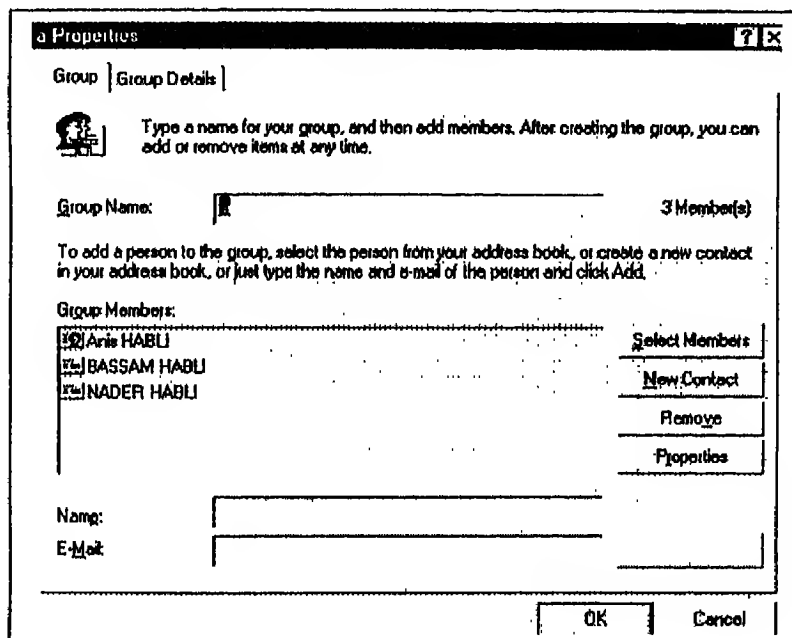 a Properties ? X
Group Group Details
Type a name for your group, and then add members. After creating the group, you can
add or remove items at any time.
Group Name: 3 Member(s)
To add a person to the group, select the person from your address book, or create a new contact
in your address book, or just type the name and e-mail of the person and click Add.
Group Members:
Anis HABLI
BASSAM HABLI
NADER HABLI
Select Members
New Contact
Remove
Properties
Name:
E-Mail:
OK Cancel